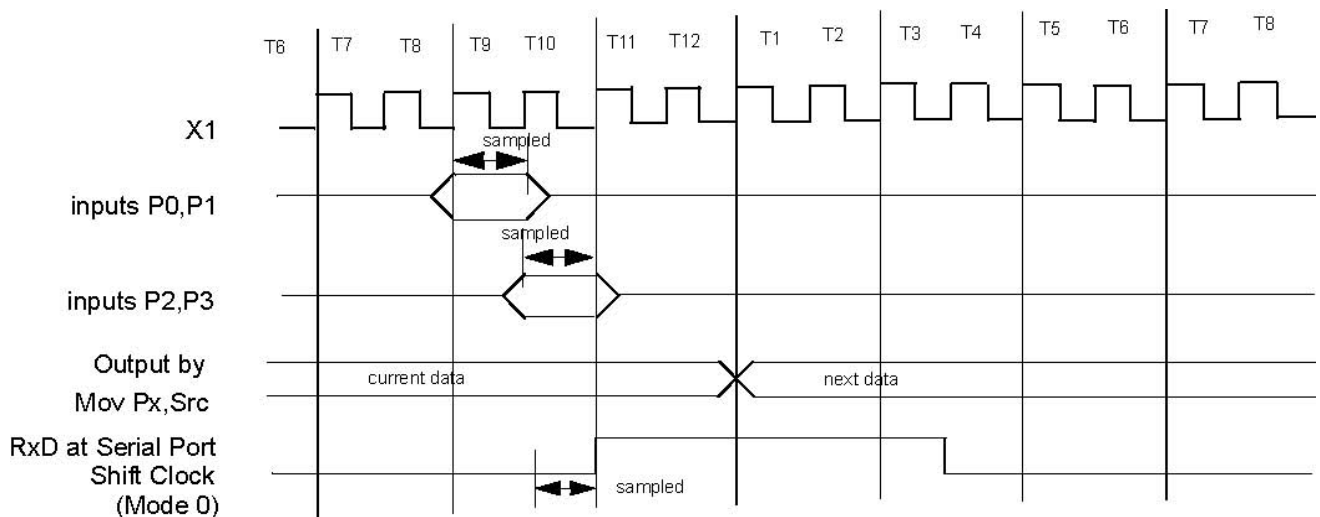 T6 T7 T8 T9 T10 T11 T12 T1 T2 T3 T4 T5 T6 T7 T8
X1
sampled
inputs P0,P1
sampled
inputs P2,P3
Output by
current data next data
Mov Px,Src
RxD at Serial Port
Shift Clock
sampled
(Mode 0)